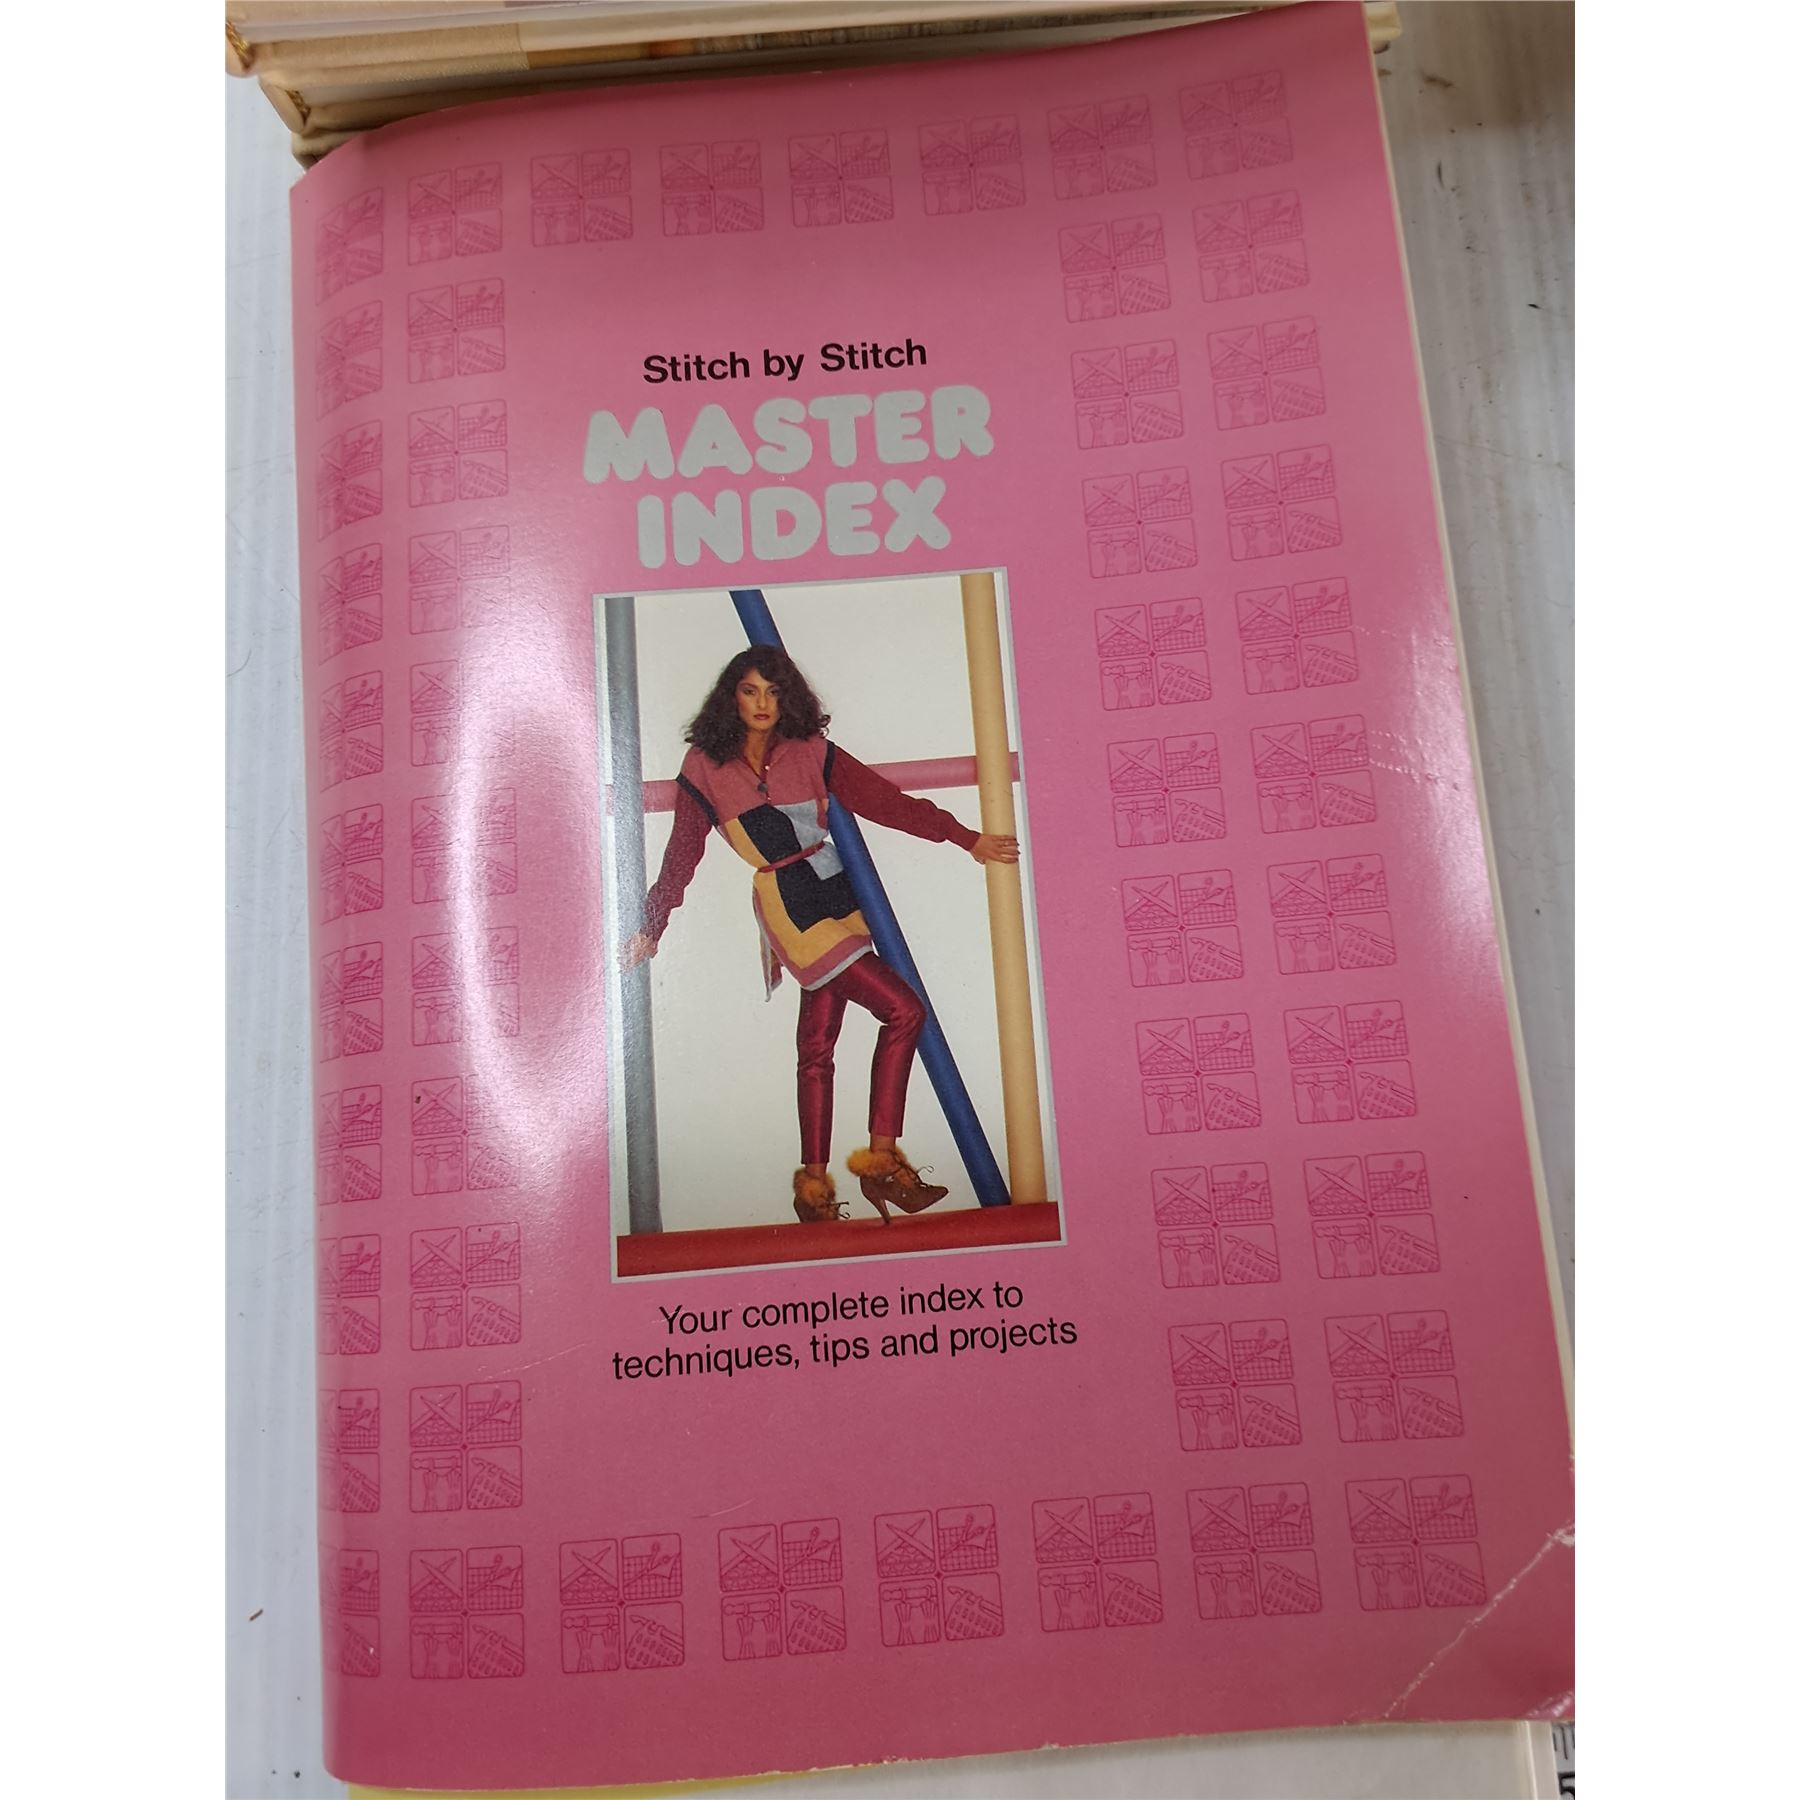 Stitch by Stitch
MASTER
INDEX
Your complete index to
techniques, tips and projects